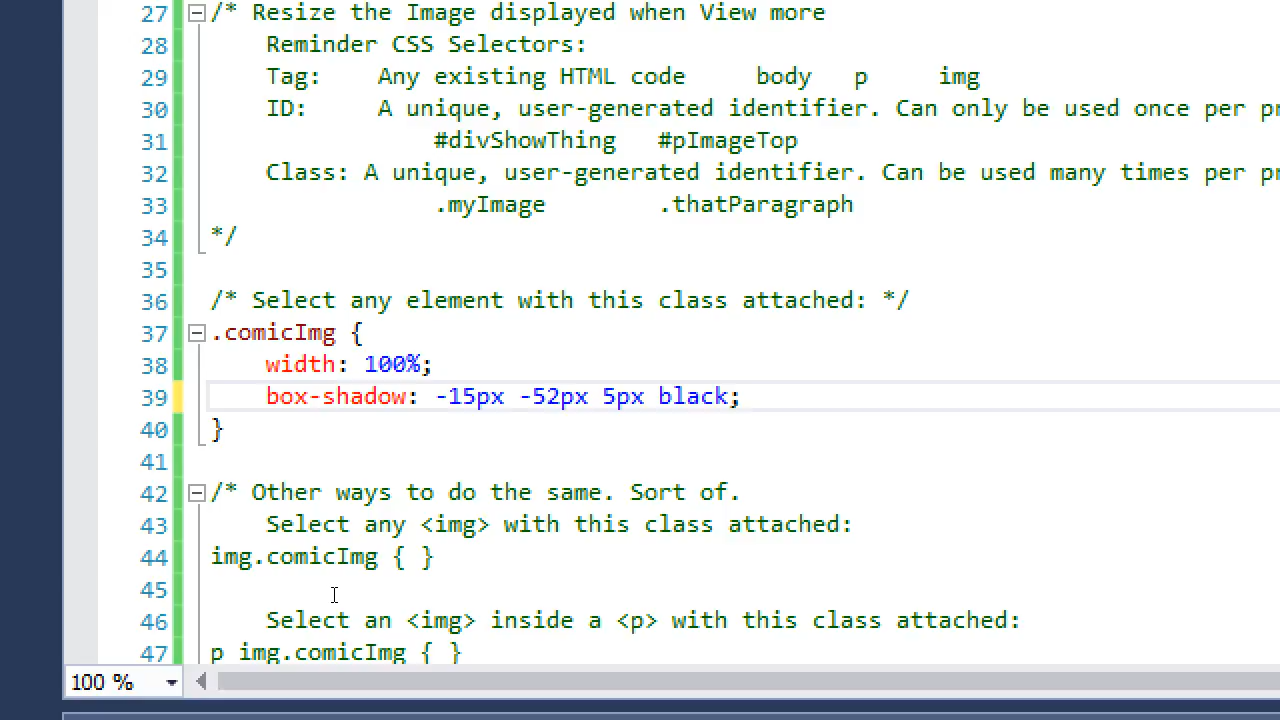 27 /* Resize the Image displayed when View more
28 Reminder CSS Selectors:
29 Tag: Any existing HTML code body p img
30 ID: A unique, user-generated identifier. Can only be used once per pr
31 #divShowThing #pImageTop
32 Class: A unique, user-generated identifier. Can be used many times per pr
33 .myImage .thatParagraph
34 */
35
36 /* Select any element with this class attached: */
37 .comicImg {
38 width: 100%;
39 box-shadow: -15px -52px 5px black;
40 }
41
42 /* Other ways to do the same. Sort of.
43 Select any <img> with this class attached:
44 img.comicImg { }
45
46 Select an <img> inside a <p> with this class attached:
47 p img.comicImg { }
100 %